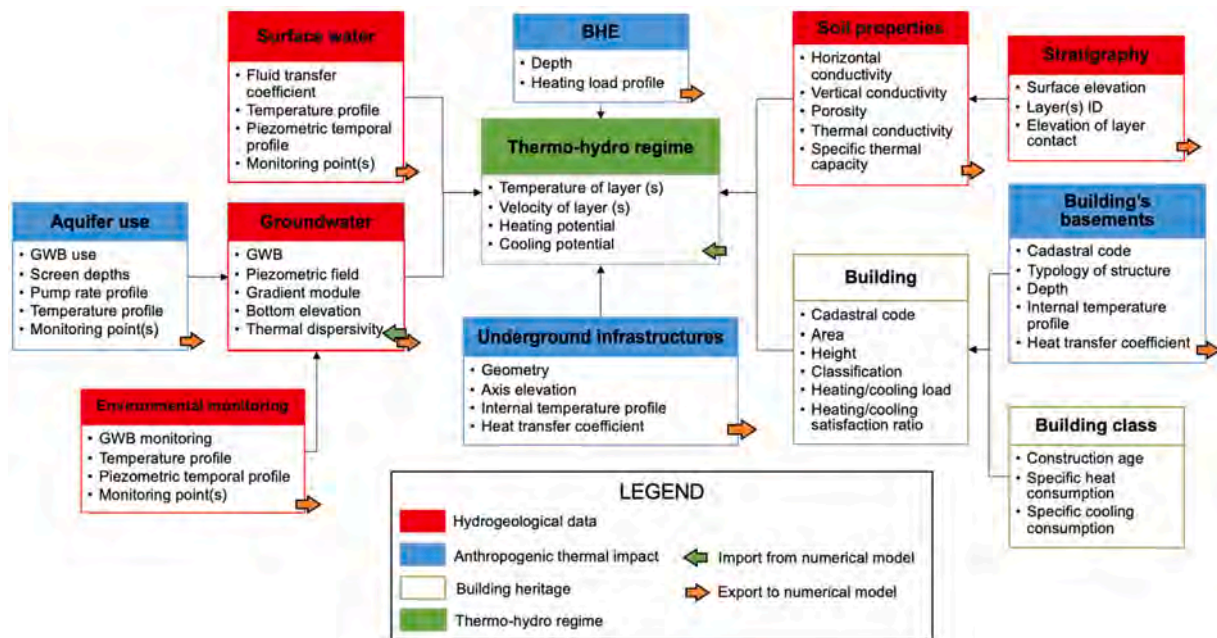 Surface water
• Fluid transfer
coefficient
• Temperature profile
• Piezometric temporal
profile
• Monitoring point(s)
BHE
• Depth
• Heating load profile
Soil properties
• Horizontal
conductivity
• Vertical conductivity
• Porosity
• Thermal conductivity
• Specific thermal
capacity
Stratigraphy
• Surface elevation
• Layer(s) ID
• Elevation of layer
contact
Thermo-hydro regime
• Temperature of layer (s)
• Velocity of layer (s)
• Heating potential
• Cooling potential
Aquifer use
• GWB use
• Screen depths
• Pump rate profile
• Temperature profile
• Monitoring point(s)
Groundwater
• GWB
• Piezometric field
• Gradient module
• Bottom elevation
• Thermal dispersivity
Building's
basements
• Cadastral code
• Typology of structure
• Depth
• Internal temperature
profile
• Heat transfer coefficient
Building
• Cadastral code
• Area
• Height
• Classification
• Heating/cooling load
• Heating/cooling
satisfaction ratio
Underground infrastructures
• Geometry
• Axis elevation
• Internal temperature profile
• Heat transfer coefficient
Environmental monitoring
• GWB monitoring
• Temperature profile
• Piezometric temporal profile
• Monitoring point(s)
Building class
• Construction age
• Specific heat
consumption
• Specific cooling
consumption
LEGEND
Hydrogeological data
Anthropogenic thermal impact
Building heritage
Thermo-hydro regime
Import from numerical model
Export to numerical model